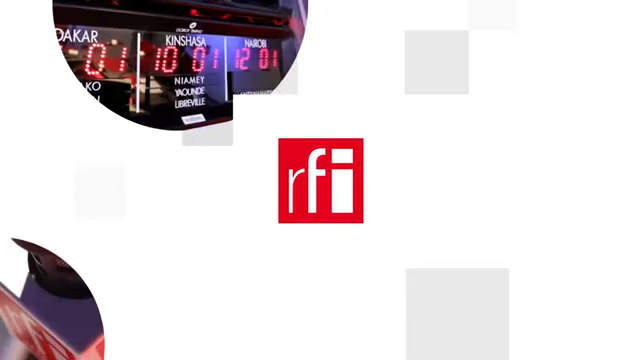 DAKAR
KINSHASA
NAIROBI
01
10 01
12 01
NIAMEY
YAOUNDE
LIBREVILLE
rfi